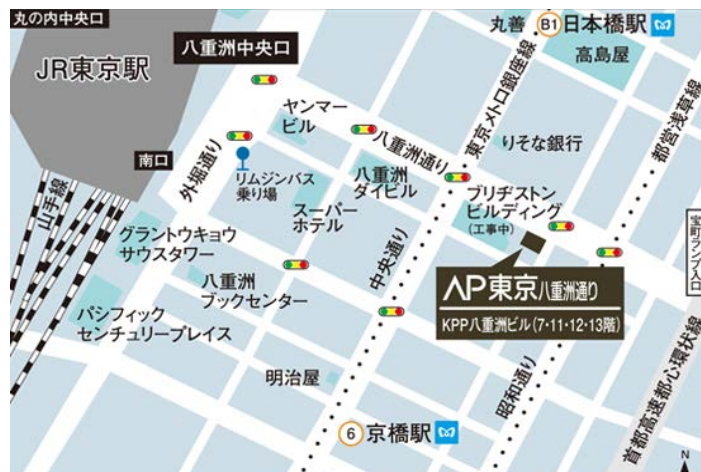 丸の内中央口
JR東京駅
八重洲中央口
丸善
B1
日本橋駅
高島屋
ヤンマー
ビル
八重洲通り
東京メトロ銀座線
りそな銀行
都営浅草線
南口
外堀通り
リムジンバス
乗り場
山手線
八重洲
ダイビル
スーパー
ホテル
ブリヂストン
ビルディング
(工事中)
グラントウキョウ
サウスタワー
八重洲
ブックセンター
中央通り
宝町ランプ入口
AP東京八重洲通り
KPP八重洲ビル(7・11・12・13階)
パシフィック
センチュリープレイス
明治屋
昭和通り
首都高速都心環状線
6
京橋駅
N